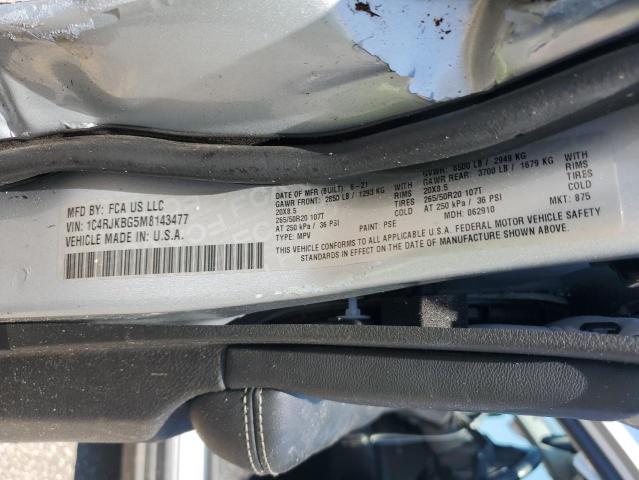 MFD BY: FCA US LLC
VIN: 1C4RJKBG5M8143477
VEHICLE MADE IN: U.S.A.
DATE OF MFR (BUILT): 6-21
GAWR FRONT: 2850 LB / 1293 KG WITH
20X8.5 RIMS
265/50R20 107T TIRES
AT 250 kPa / 36 PSI
TYPE: MPV PAINT: PSE
GVWR: 6500 LB / 2949 KG
GAWR REAR: 3700 LB / 1679 KG WITH
20X8.5 RIMS
265/50R20 107T TIRES
AT 250 kPa / 36 PSI
MDH: 062910 MKT: 875
THIS VEHICLE CONFORMS TO ALL APPLICABLE U.S.A. FEDERAL MOTOR VEHICLE SAFETY
STANDARDS IN EFFECT ON THE DATE OF MANUFACTURE SHOWN ABOVE.